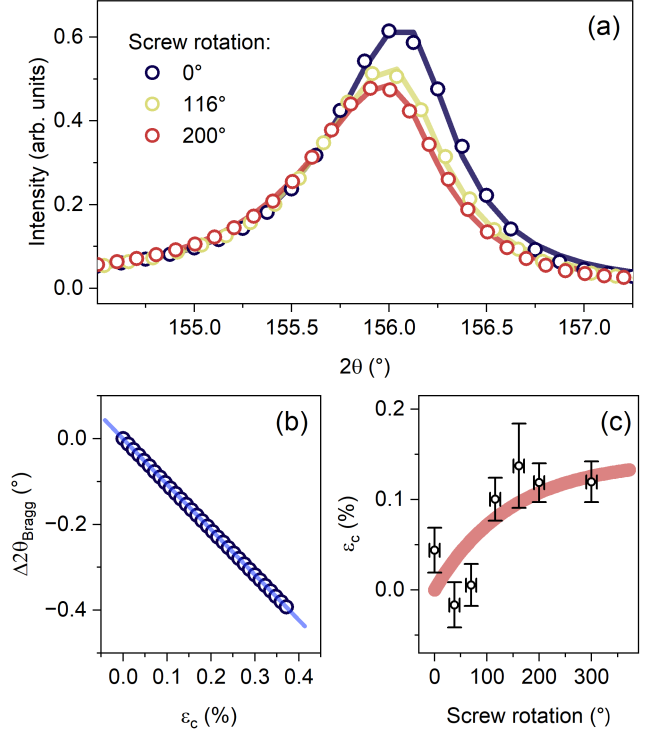 (a)
Screw rotation:
0°
116°
200°
Intensity (arb. units)
0.6
0.4
0.2
0.0
155.0 155.5 156.0 156.5 157.0
2θ (°)
(b)
Δ2θBragg (°)
0.0
−0.2
−0.4
0.0 0.1 0.2 0.3 0.4
εc (%)
(c)
εc (%)
0.2
0.1
0.0
0 100 200 300
Screw rotation (°)